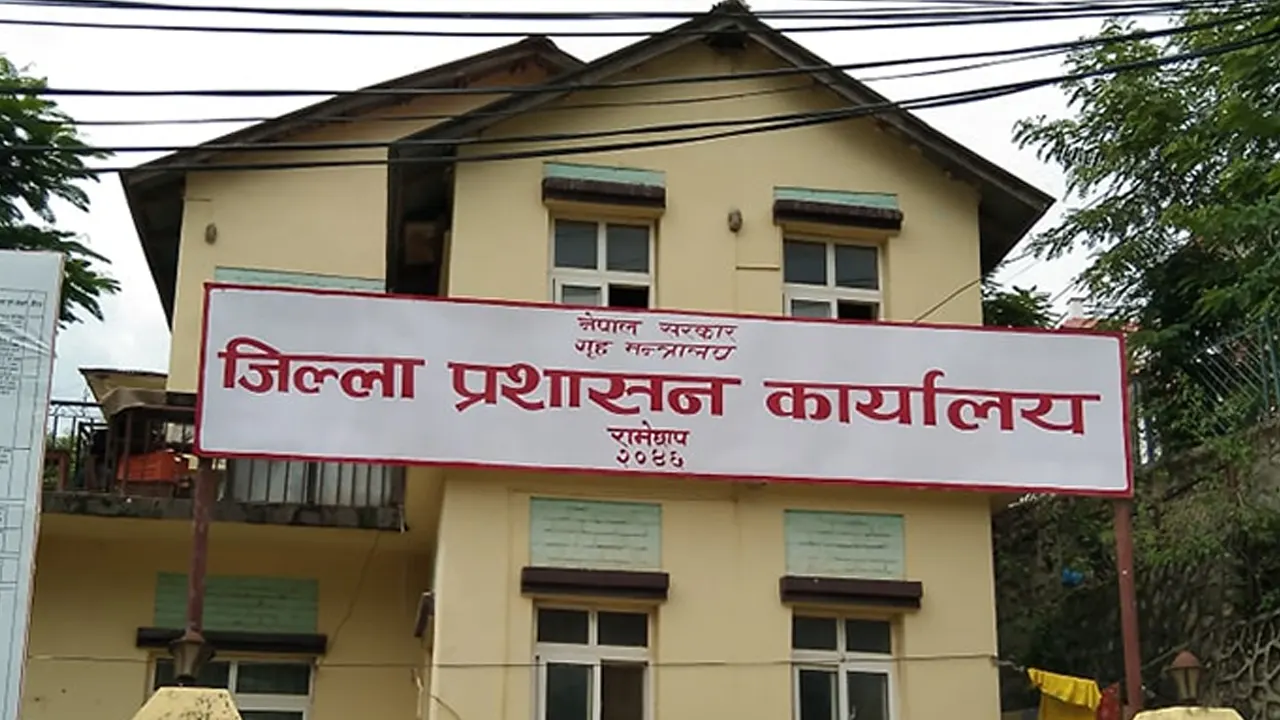 नेपाल सरकार
गृह मन्त्रालय
जिल्ला प्रशासन कार्यालय
रामेछाप
२०४६